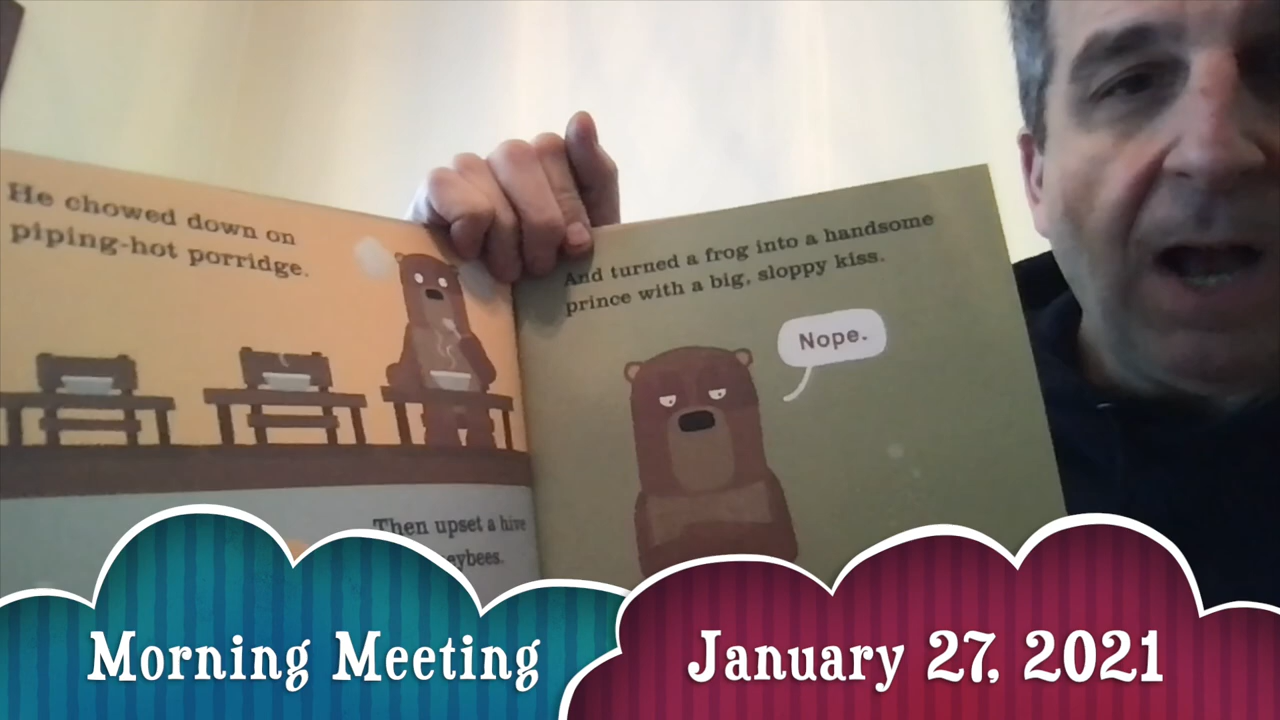 He chowed down on
piping-hot porridge.
Then upset a hive
eybees.
And turned a frog into a handsome
prince with a big, sloppy kiss.
Nope.
Morning Meeting
January 27, 2021